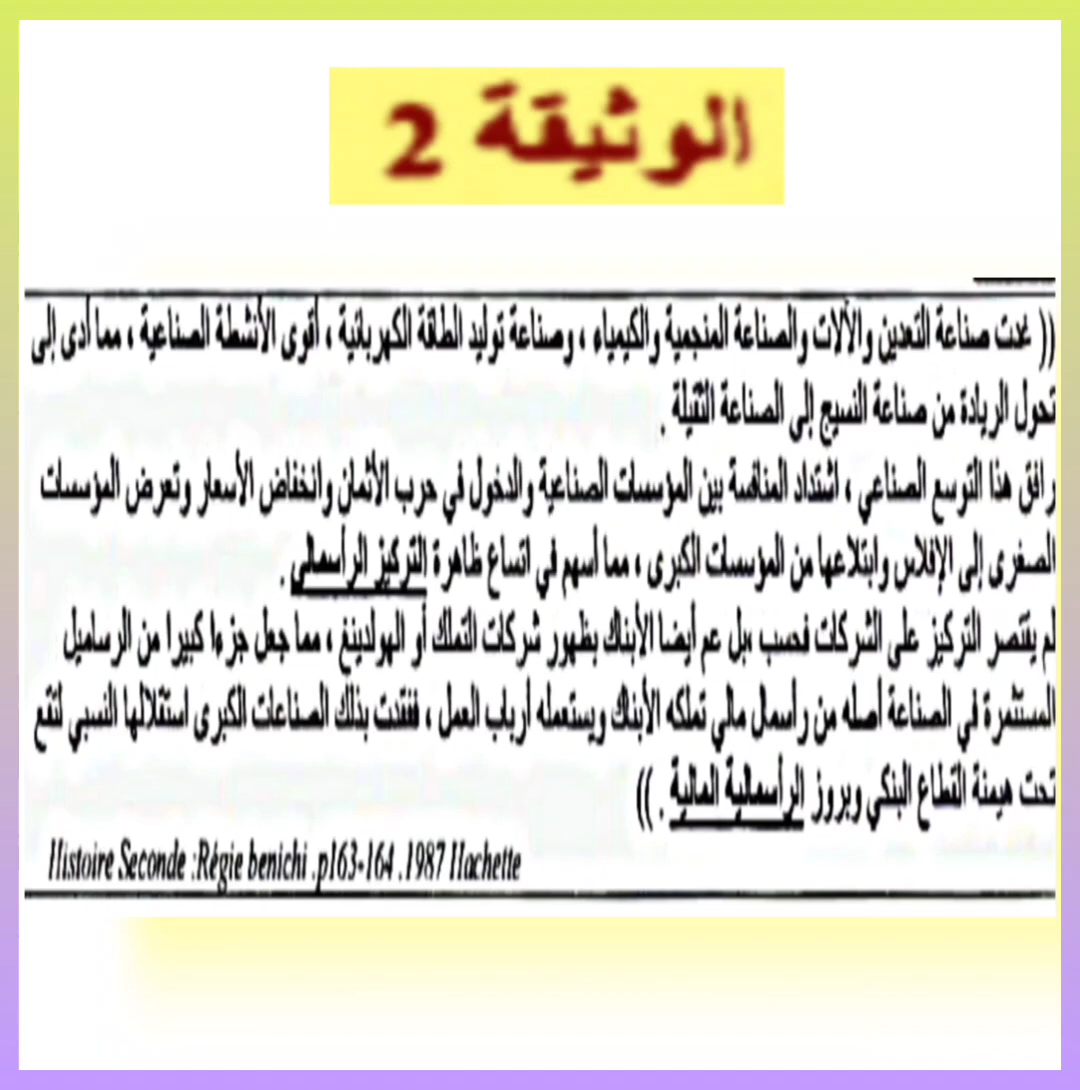 الوثيقة 2
(( نمت صناعة التعدين والآلات والصناعة المنجمية والكيمياء ، وصناعة توليد الطاقة الكهربائية ، أقوى الأنشطة الصناعية ، مما أدى إلى
تحول الريادة من صناعة النسيج إلى الصناعة الثقيلة .
رافق هذا التوسع الصناعي ، اشتداد المنافسة بين المؤسسات الصناعية والدخول في حرب الأثمان وانخفاض الأسعار وتعرض المؤسسات
الصغرى إلى الإفلاس وابتلاعها من المؤسسات الكبرى ، مما أسهم في اتساع ظاهرة التركيز الرأسمالي .
لم يقتصر التركيز على الشركات فحسب ، بل عم أيضا الأبناك بظهور شركات التملك أو الهولدينغ ، مما جعل جزءا كبيرا من الرساميل
المستثمرة في الصناعة أصله من رأسمال مالي تملكه الأبناك ويستعمله أرباب العمل ، ففقدت بذلك الصناعات الكبرى استقلالها النسبي لتقع
تحت هيمنة القطاع البنكي وبروز الرأسمالية المالية . ))
Histoire Seconde :Régie benichi .p163-164 .1987 Hachette